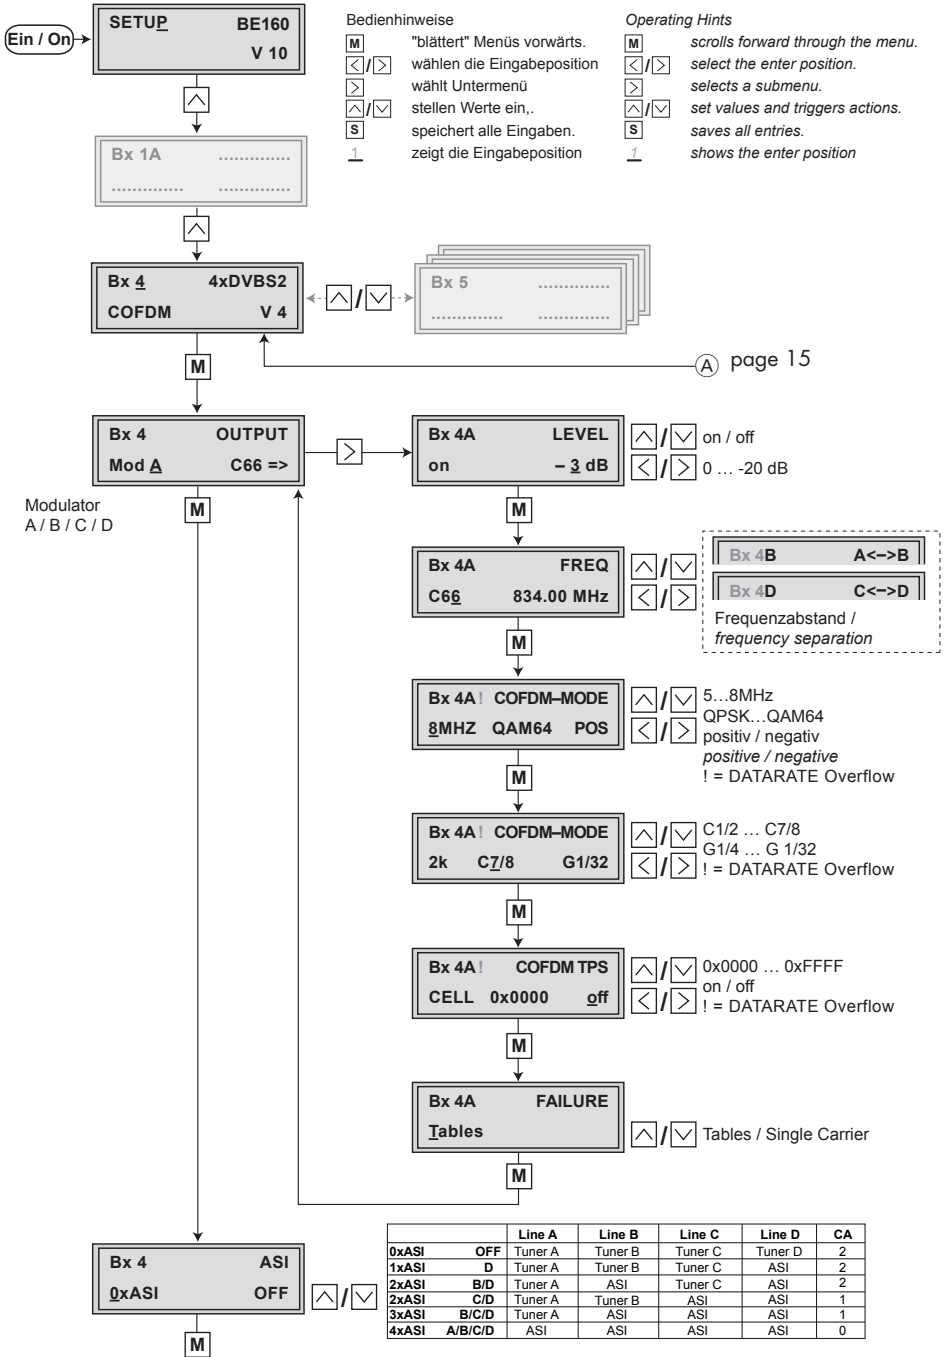 Ein / On
SETUP BE160
V 10
Bedienhinweise
M "blättert" Menüs vorwärts.
</> wählen die Eingabeposition
> wählt Untermenü
/ stellen Werte ein,.
S speichert alle Eingaben.
1 zeigt die Eingabeposition
Operating Hints
M scrolls forward through the menu.
</> select the enter position.
> selects a submenu.
/ set values and triggers actions.
S saves all entries.
1 shows the enter position
Bx 1A ..............
.............. ..............
Bx 4 4xDVBS2
COFDM V 4
/
Bx 5 ..............
.............. ..............
A page 15
M
Bx 4 OUTPUT
Mod A C66 =>
>
Modulator
A / B / C / D
M
Bx 4A LEVEL
on – 3 dB
/ on / off
</> 0 … -20 dB
M
Bx 4A FREQ
C66 834.00 MHz
/
</>
Bx 4B A<–>B
Bx 4D C<–>D
Frequenzabstand /
frequency separation
M
Bx 4A! COFDM–MODE
8MHZ QAM64 POS
/ 5…8MHz
QPSK…QAM64
</> positiv / negativ
positive / negative
! = DATARATE Overflow
M
Bx 4A! COFDM–MODE
2k C7/8 G1/32
/ C1/2 … C7/8
G1/4 … G 1/32
</> ! = DATARATE Overflow
M
Bx 4A! COFDM TPS
CELL 0x0000 off
/ 0x0000 … 0xFFFF
on / off
</> ! = DATARATE Overflow
M
Bx 4A FAILURE
Tables
/ Tables / Single Carrier
M
Bx 4 ASI
0xASI OFF
/
M
Line A Line B Line C Line D CA
0xASI OFF Tuner A Tuner B Tuner C Tuner D 2
1xASI D Tuner A Tuner B Tuner C ASI 2
2xASI B/D Tuner A ASI Tuner C ASI 2
2xASI C/D Tuner A Tuner B ASI ASI 1
3xASI B/C/D Tuner A ASI ASI ASI 1
4xASI A/B/C/D ASI ASI ASI ASI 0